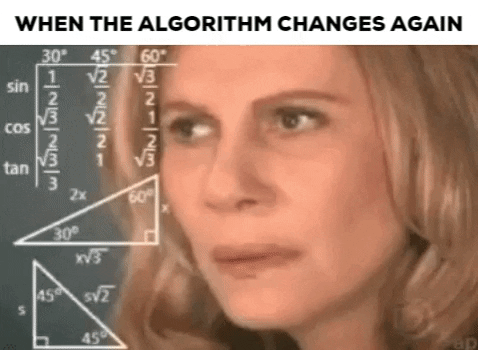 WHEN THE ALGORITHM CHANGES AGAIN
30° 45° 60°
sin 1/2 √2/2 √3/2
cos √3/2 √2/2 1/2
tan √3/3 1 √3
2x 60° x
30°
x√3
45° s√2
s
45°